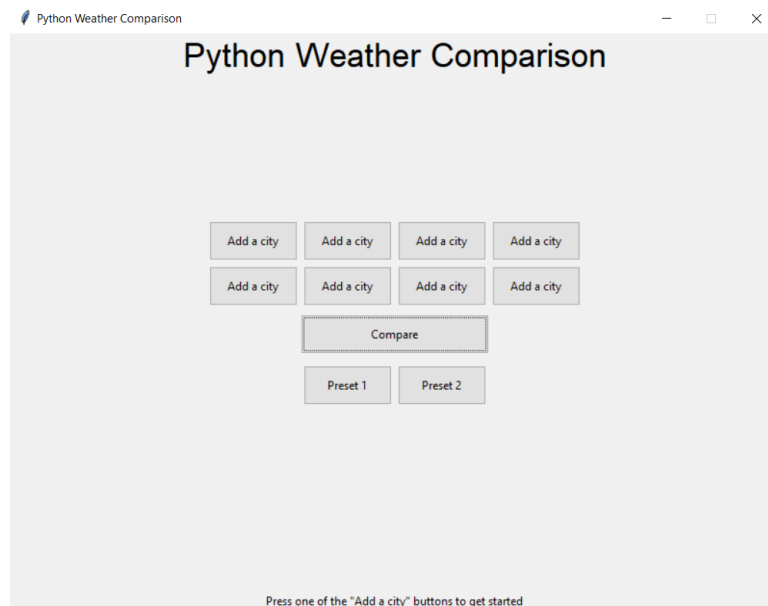 Python Weather Comparison
Python Weather Comparison
Add a city Add a city Add a city Add a city
Add a city Add a city Add a city Add a city
Compare
Preset 1 Preset 2
Press one of the "Add a city" buttons to get started